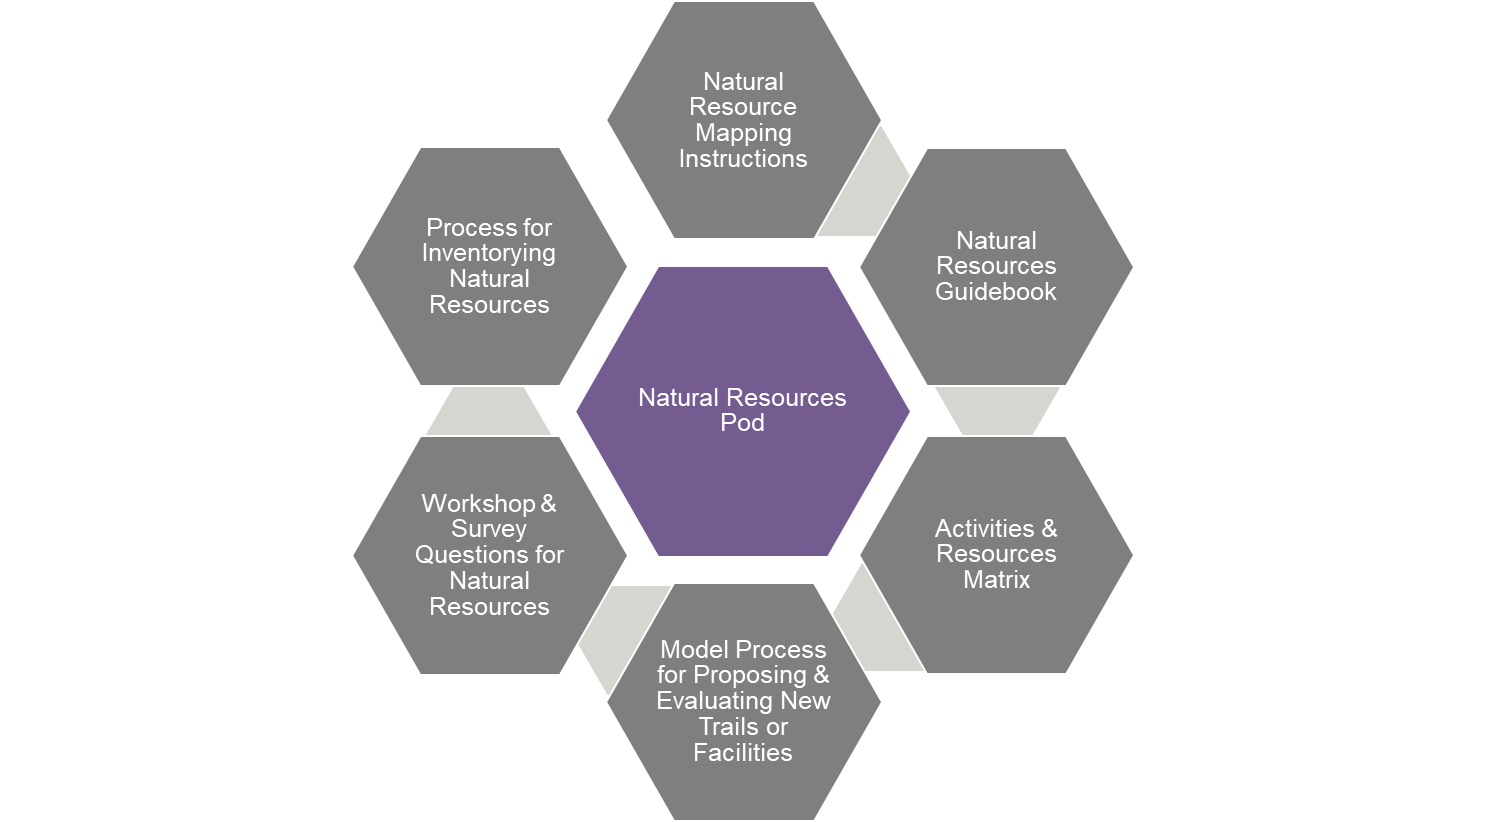 Natural
Resource
Mapping
Instructions
Natural
Resources
Guidebook
Activities &
Resources
Matrix
Model Process
for Proposing &
Evaluating New
Trails or
Facilities
Workshop &
Survey
Questions for
Natural
Resources
Process for
Inventorying
Natural
Resources
Natural Resources
Pod